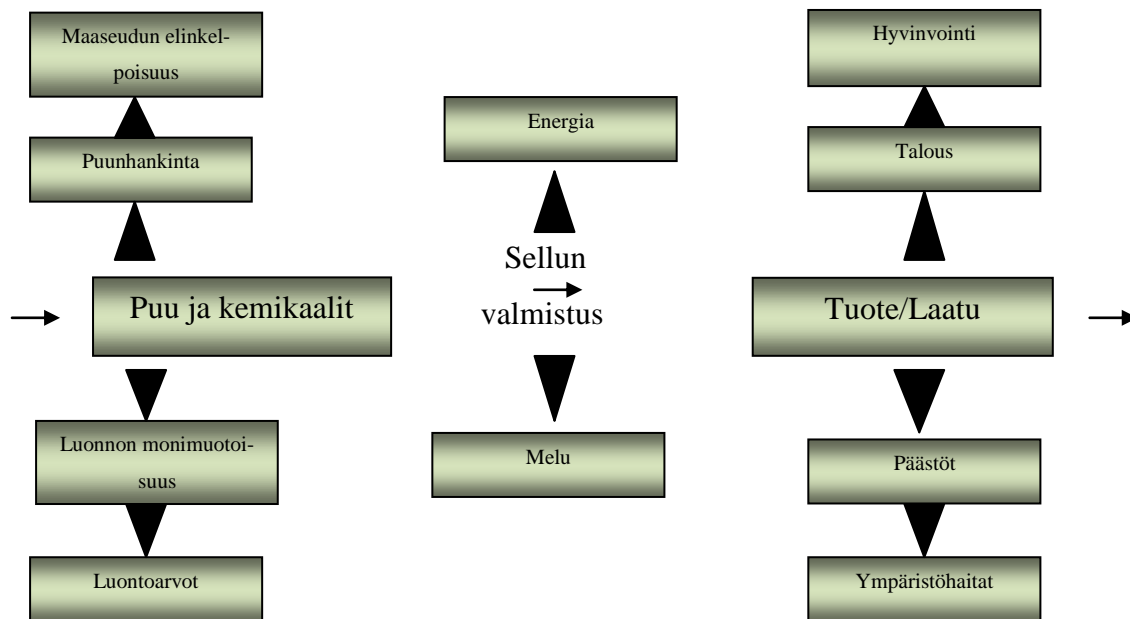 Maaseudun elinkel-
poisuus
Puunhankinta
Puu ja kemikaalit
Luonnon monimuotoi-
suus
Luontoarvot
Energia
Sellun
valmistus
Melu
Hyvinvointi
Talous
Tuote/Laatu
Päästöt
Ympäristöhaitat